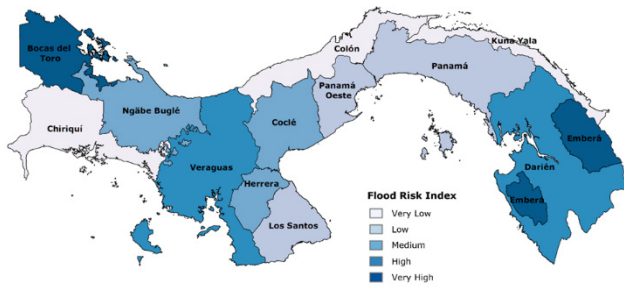 Bocas del
Toro
Chiriquí
Ngäbe Buglé
Veraguas
Herrera
Los Santos
Coclé
Colón
Panamá
Oeste
Panamá
Kuna Yala
Emberá
Darién
Emberá
Flood Risk Index
Very Low
Low
Medium
High
Very High